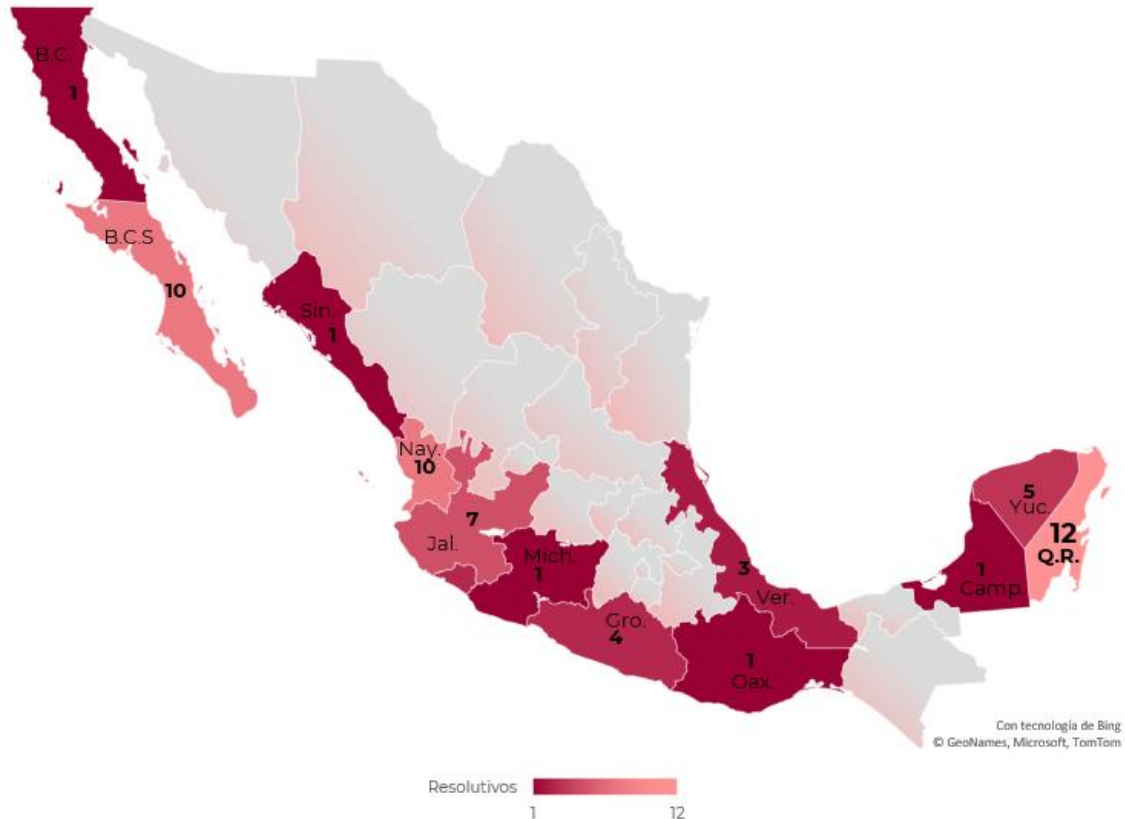 B.C
1
B.C.S
10
Sin.
1
Nay.
10
7
Jal.
Mich.
1
Gro.
4
3
Ver.
1
Oax.
5
Yuc.
12
Q.R.
1
Camp.
Con tecnología de Bing
© GeoNames, Microsoft, TomTom
Resolutivos
1
12